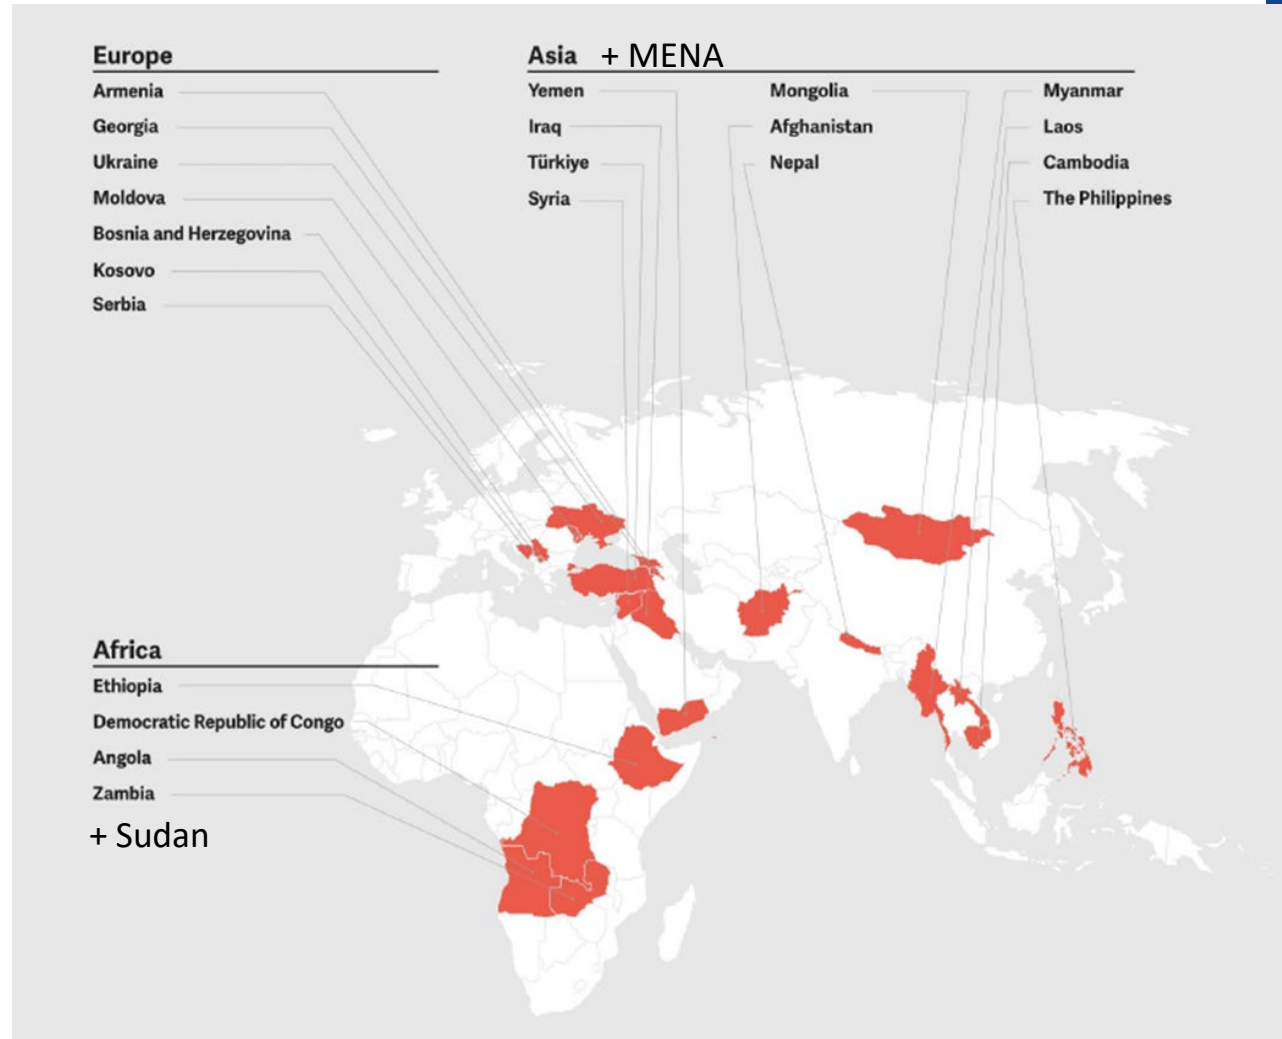 Europe
Armenia
Georgia
Ukraine
Moldova
Bosnia and Herzegovina
Kosovo
Serbia
Asia + MENA
Yemen
Iraq
Türkiye
Syria
Mongolia
Afghanistan
Nepal
Myanmar
Laos
Cambodia
The Philippines
Africa
Ethiopia
Democratic Republic of Congo
Angola
Zambia
+ Sudan